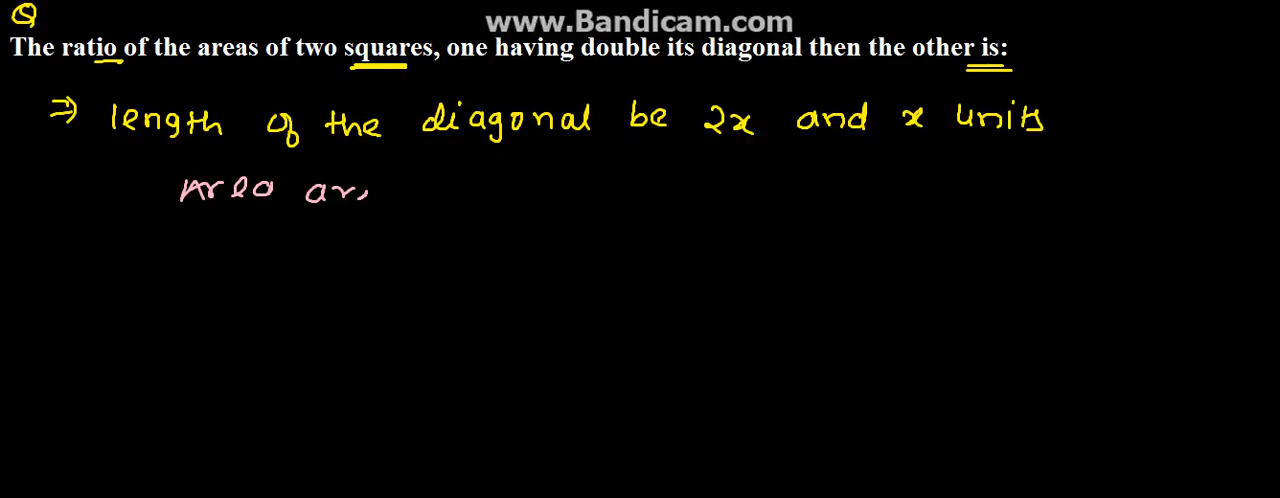 Q
www.Bandicam.com
The ratio of the areas of two squares, one having double its diagonal then the other is:
⇒ length of the diagonal be 2x and x units
Area ar